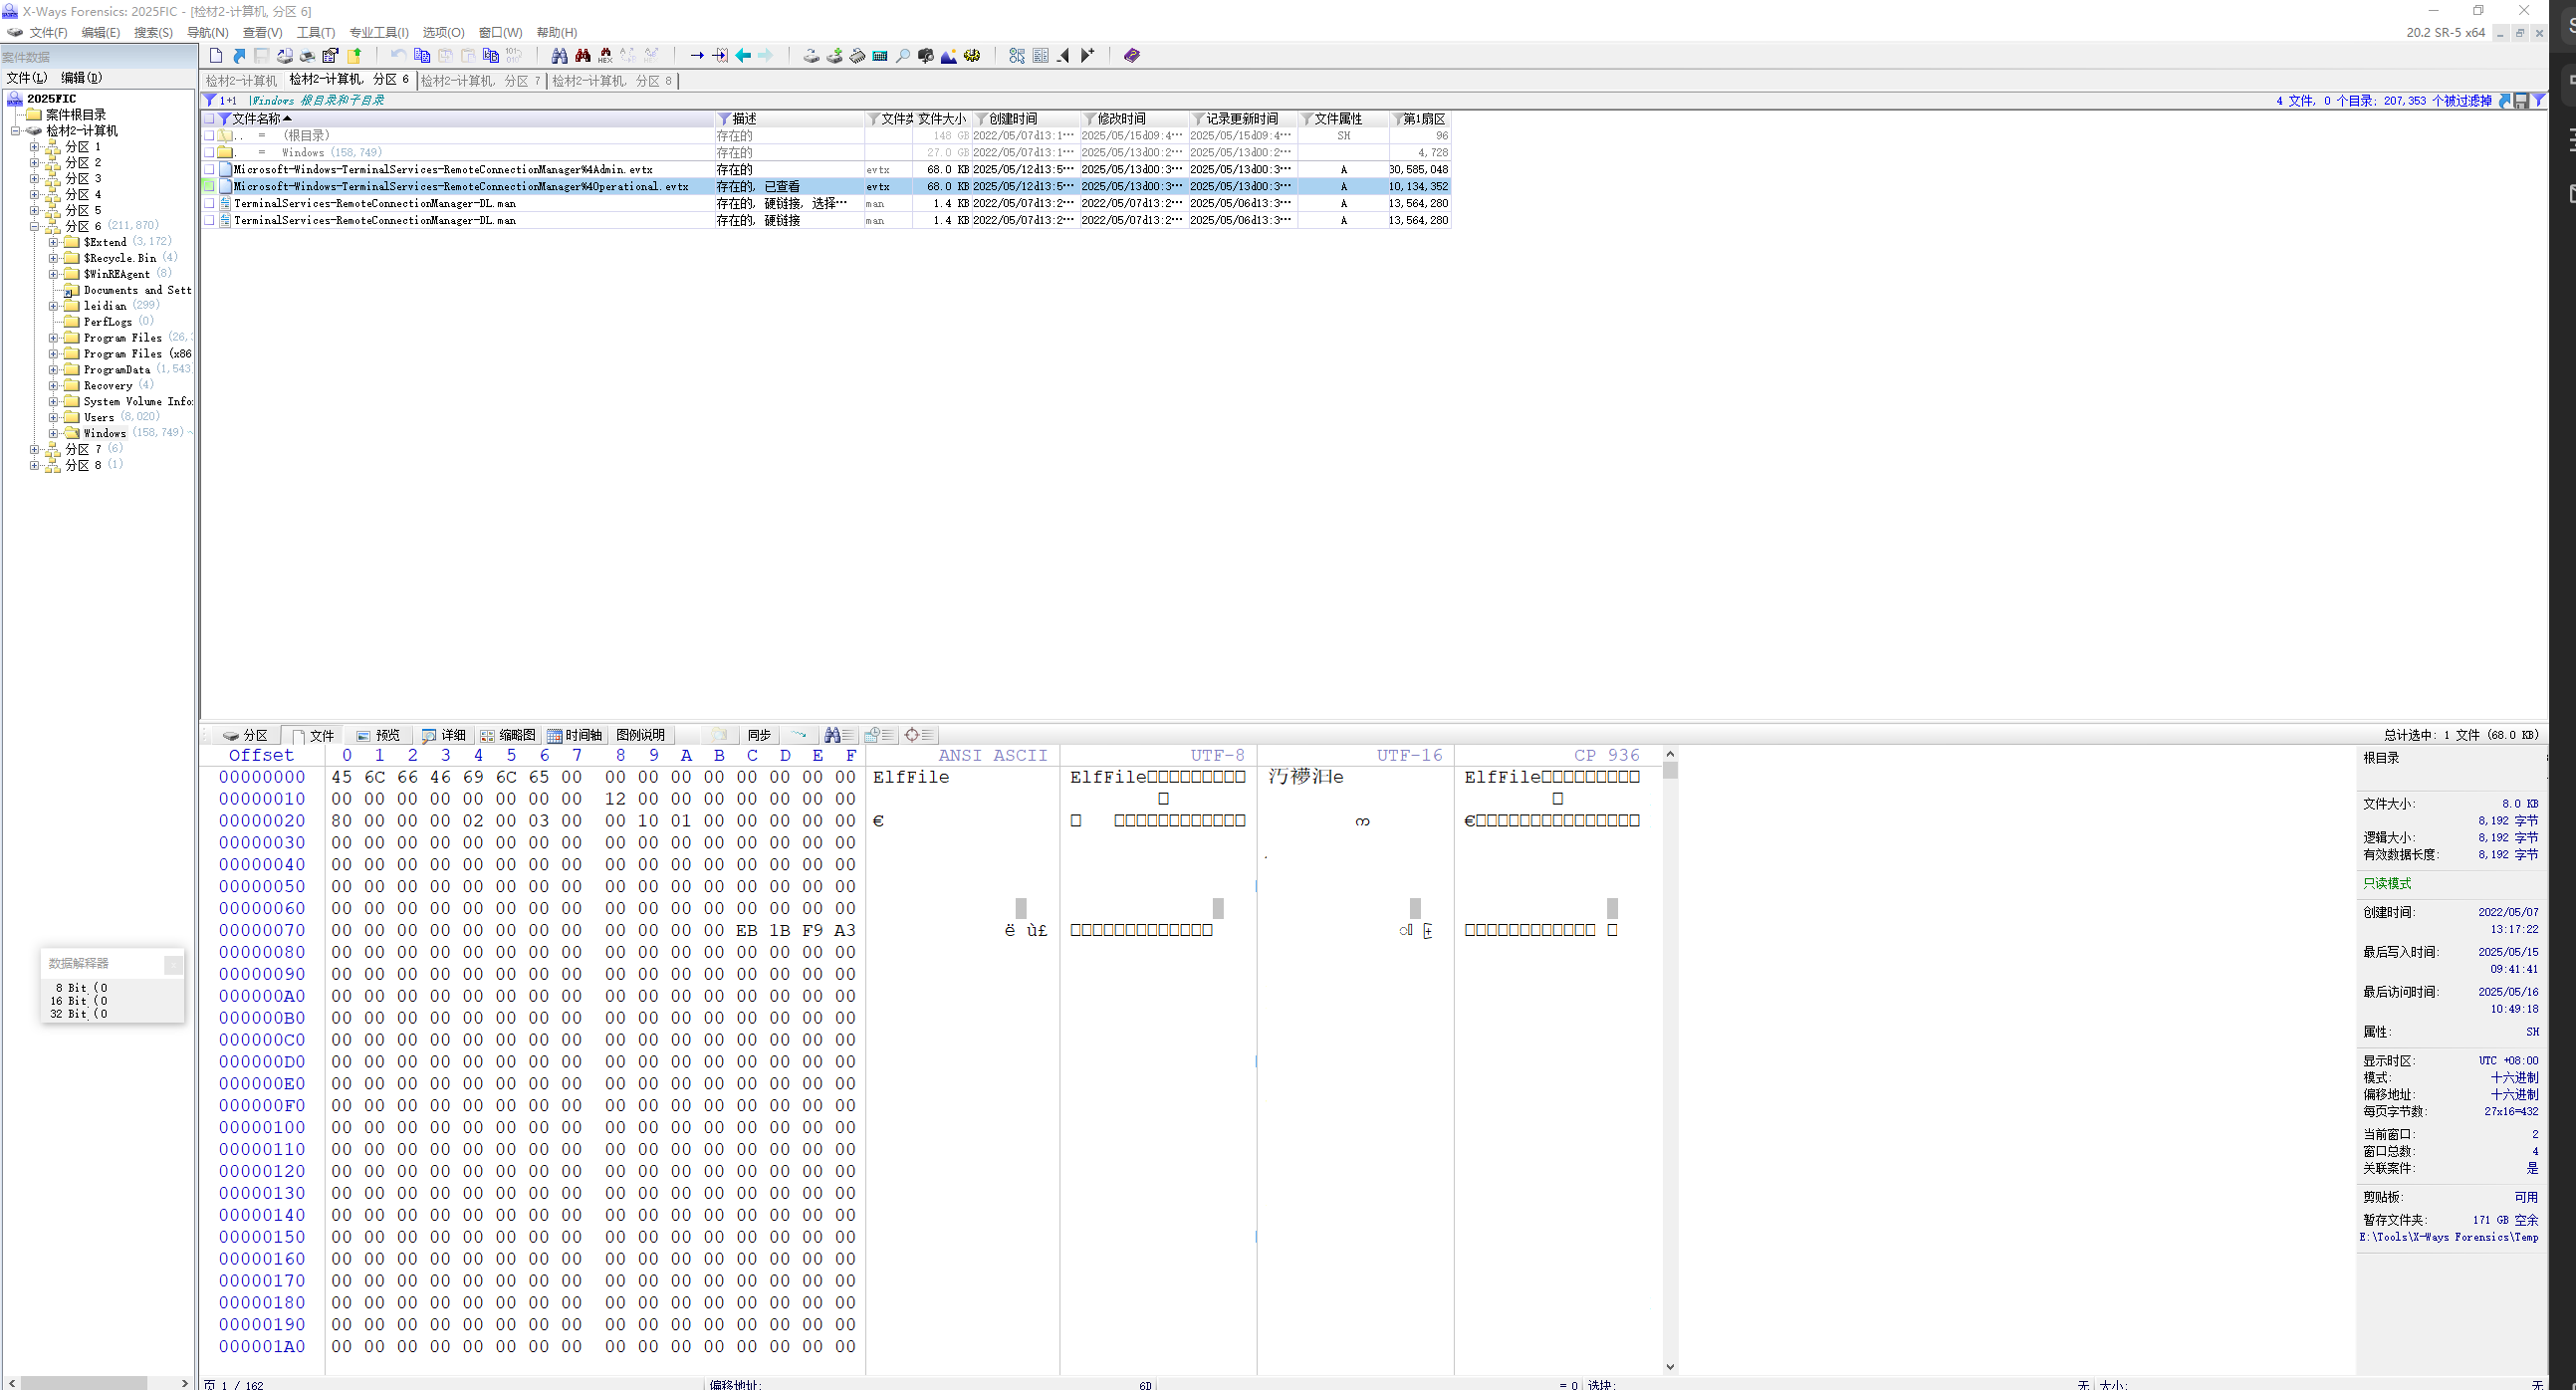 X-Ways Forensics: 2025FIC - [检材2-计算机, 分区 6]
文件(F) 编辑(E) 搜索(S) 导航(N) 查看(V) 工具(T) 专业工具(I) 选项(O) 窗口(W) 帮助(H) 20.2 SR-5 x64
案件数据
文件(L) 编辑(D)
2025FIC
案件根目录
检材2-计算机
分区 1
分区 2
分区 3
分区 4
分区 5
分区 6 (211,870)
$Extend (3,172)
$Recycle.Bin (4)
$WinREAgent (8)
Documents and Sett
leidian (299)
PerfLogs (0)
Program Files (26,
Program Files (x86
ProgramData (1,543
Recovery (4)
System Volume Info
Users (8,020)
Windows (158,749)
分区 7 (6)
分区 8 (1)
检材2-计算机 检材2-计算机, 分区 6 检材2-计算机, 分区 7 检材2-计算机, 分区 8
1+1 \Windows 根目录和子目录 4 文件, 0 个目录; 207,353 个被过滤掉
文件名称 描述 文件类 文件大小 创建时间 修改时间 记录更新时间 文件属性 第1扇区
.. = (根目录) 存在的 148 GB 2022/05/07d13:1… 2025/05/15d09:4… 2025/05/15d09:4… SH 96
. = Windows (158,749) 存在的 27.0 GB 2022/05/07d13:1… 2025/05/13d00:2… 2025/05/13d00:2… 4,728
Microsoft-Windows-TerminalServices-RemoteConnectionManager%4Admin.evtx 存在的 evtx 68.0 KB 2025/05/12d13:5… 2025/05/13d00:3… 2025/05/13d00:3… A 30,585,048
Microsoft-Windows-TerminalServices-RemoteConnectionManager%4Operational.evtx 存在的, 已查看 evtx 68.0 KB 2025/05/12d13:5… 2025/05/13d00:3… 2025/05/13d00:3… A 10,134,352
TerminalServices-RemoteConnectionManager-DL.man 存在的, 硬链接, 选择… man 1.4 KB 2022/05/07d13:2… 2022/05/07d13:2… 2025/05/06d13:3… A 13,564,280
TerminalServices-RemoteConnectionManager-DL.man 存在的, 硬链接 man 1.4 KB 2022/05/07d13:2… 2022/05/07d13:2… 2025/05/06d13:3… A 13,564,280
分区 文件 预览 详细 缩略图 时间轴 图例说明 同步 总计选中: 1 文件 (68.0 KB)
Offset 0 1 2 3 4 5 6 7 8 9 A B C D E F ANSI ASCII UTF-8 UTF-16 CP 936
00000000 45 6C 66 46 69 6C 65 00 00 00 00 00 00 00 00 00 ElfFile ElfFile ElfFile
00000010 00 00 00 00 00 00 00 00 12 00 00 00 00 00 00 00
00000020 80 00 00 00 02 00 03 00 00 10 01 00 00 00 00 00 € €
00000030 00 00 00 00 00 00 00 00 00 00 00 00 00 00 00 00
00000040 00 00 00 00 00 00 00 00 00 00 00 00 00 00 00 00
00000050 00 00 00 00 00 00 00 00 00 00 00 00 00 00 00 00
00000060 00 00 00 00 00 00 00 00 00 00 00 00 00 00 00 00
00000070 00 00 00 00 00 00 00 00 00 00 00 00 EB 1B F9 A3 ë ù£
00000080 00 00 00 00 00 00 00 00 00 00 00 00 00 00 00 00
00000090 00 00 00 00 00 00 00 00 00 00 00 00 00 00 00 00
000000A0 00 00 00 00 00 00 00 00 00 00 00 00 00 00 00 00
000000B0 00 00 00 00 00 00 00 00 00 00 00 00 00 00 00 00
000000C0 00 00 00 00 00 00 00 00 00 00 00 00 00 00 00 00
000000D0 00 00 00 00 00 00 00 00 00 00 00 00 00 00 00 00
000000E0 00 00 00 00 00 00 00 00 00 00 00 00 00 00 00 00
000000F0 00 00 00 00 00 00 00 00 00 00 00 00 00 00 00 00
00000100 00 00 00 00 00 00 00 00 00 00 00 00 00 00 00 00
00000110 00 00 00 00 00 00 00 00 00 00 00 00 00 00 00 00
00000120 00 00 00 00 00 00 00 00 00 00 00 00 00 00 00 00
00000130 00 00 00 00 00 00 00 00 00 00 00 00 00 00 00 00
00000140 00 00 00 00 00 00 00 00 00 00 00 00 00 00 00 00
00000150 00 00 00 00 00 00 00 00 00 00 00 00 00 00 00 00
00000160 00 00 00 00 00 00 00 00 00 00 00 00 00 00 00 00
00000170 00 00 00 00 00 00 00 00 00 00 00 00 00 00 00 00
00000180 00 00 00 00 00 00 00 00 00 00 00 00 00 00 00 00
00000190 00 00 00 00 00 00 00 00 00 00 00 00 00 00 00 00
000001A0 00 00 00 00 00 00 00 00 00 00 00 00 00 00 00 00
数据解释器
8 Bit (0
16 Bit (0
32 Bit (0
根目录
文件大小: 8.0 KB
8,192 字节
逻辑大小: 8,192 字节
有效数据长度: 8,192 字节
只读模式
创建时间: 2022/05/07
13:17:22
最后写入时间: 2025/05/15
09:41:41
最后访问时间: 2025/05/16
10:49:18
属性: SH
显示时区: UTC +08:00
模式: 十六进制
偏移地址: 十六进制
每页字节数: 27x16=432
当前窗口: 2
窗口总数: 4
关联案件: 是
剪贴板: 可用
暂存文件夹: 171 GB 空余
E:\Tools\X-Ways Forensics\Temp
页 1 / 162 偏移地址: 6D = 0 选块: 无 大小: 无